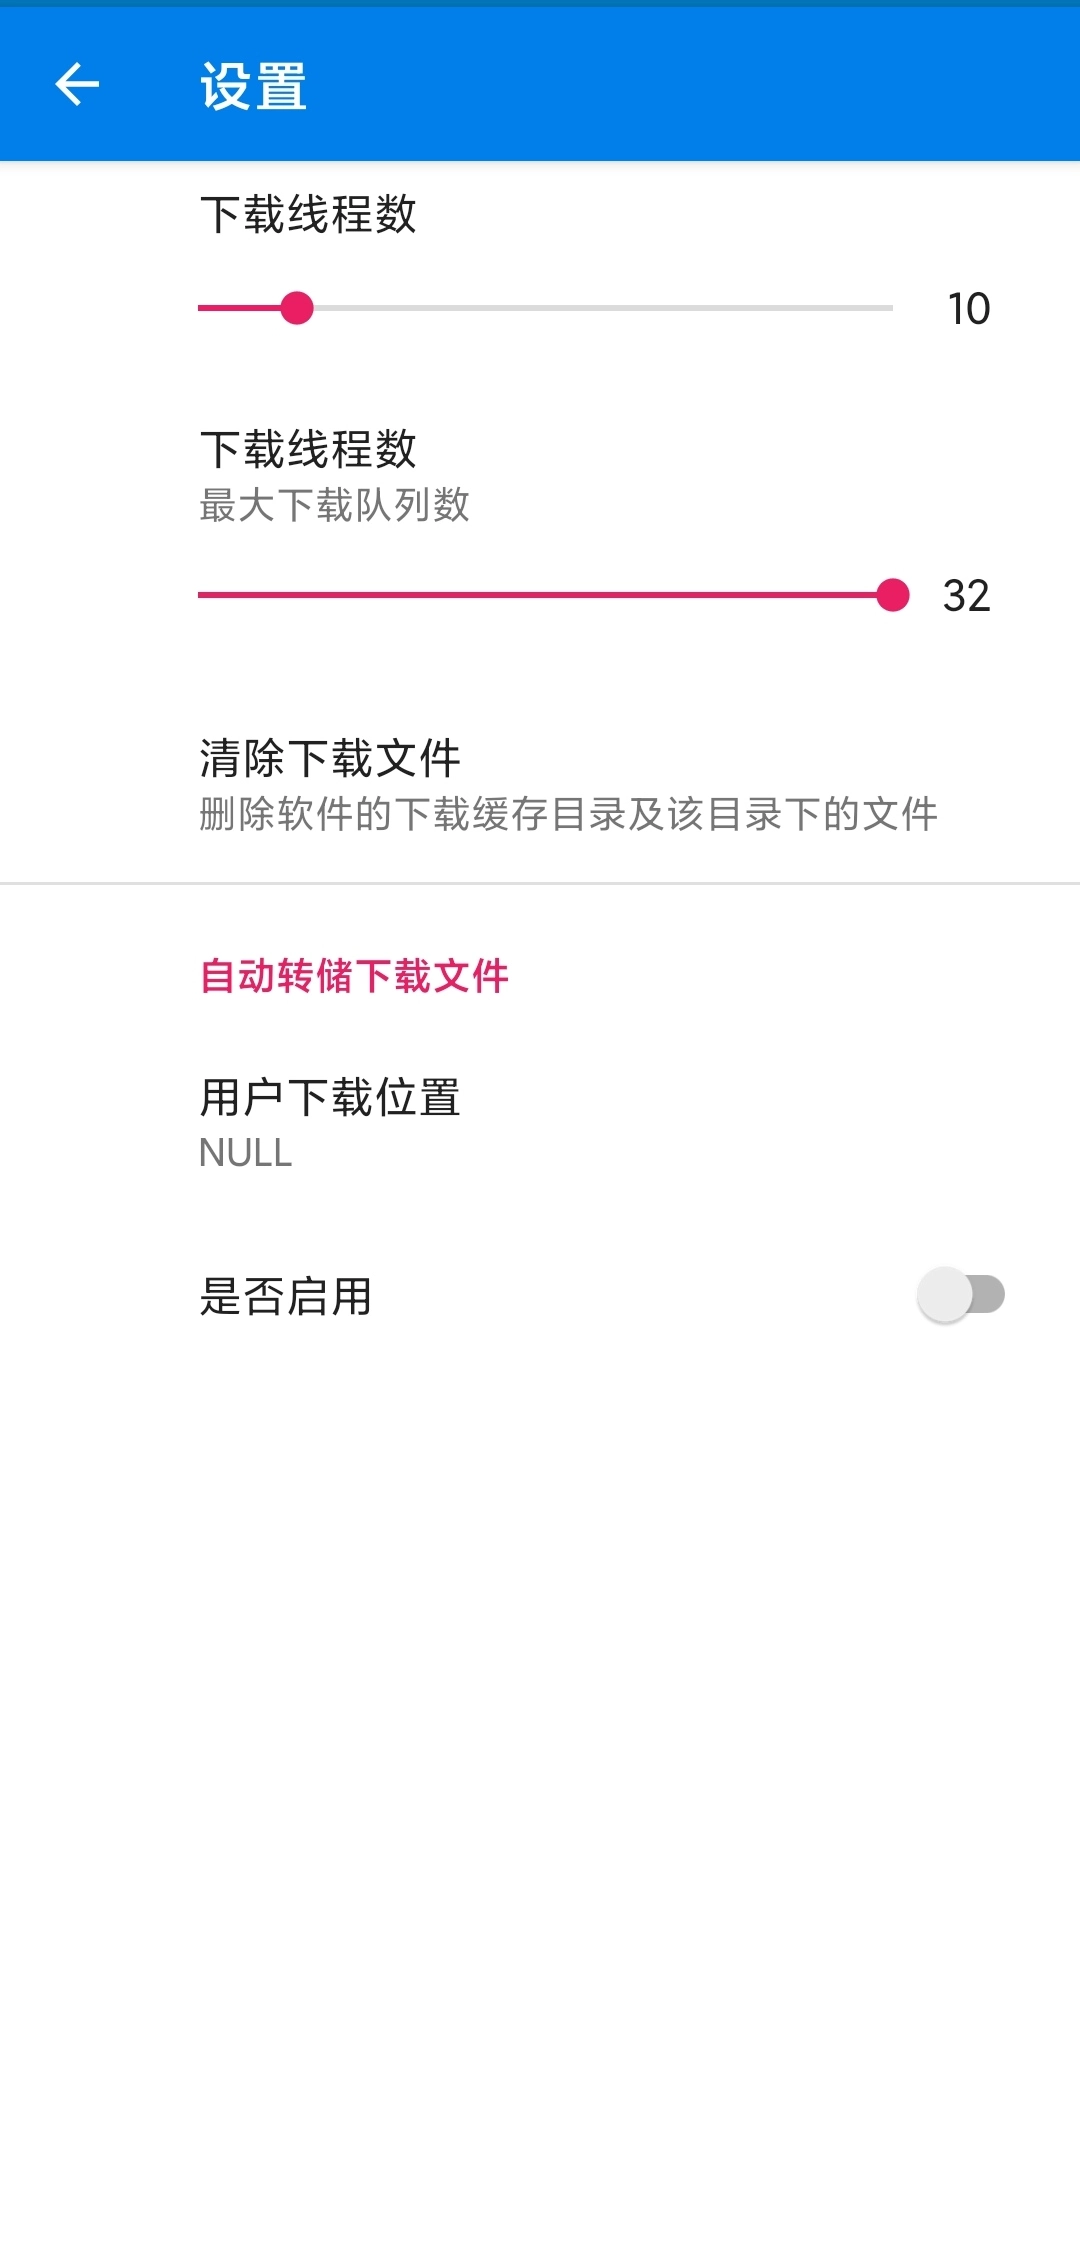 设置
下载线程数
10
下载线程数
最大下载队列数
32
清除下载文件
删除软件的下载缓存目录及该目录下的文件
自动转储下载文件
用户下载位置
NULL
是否启用